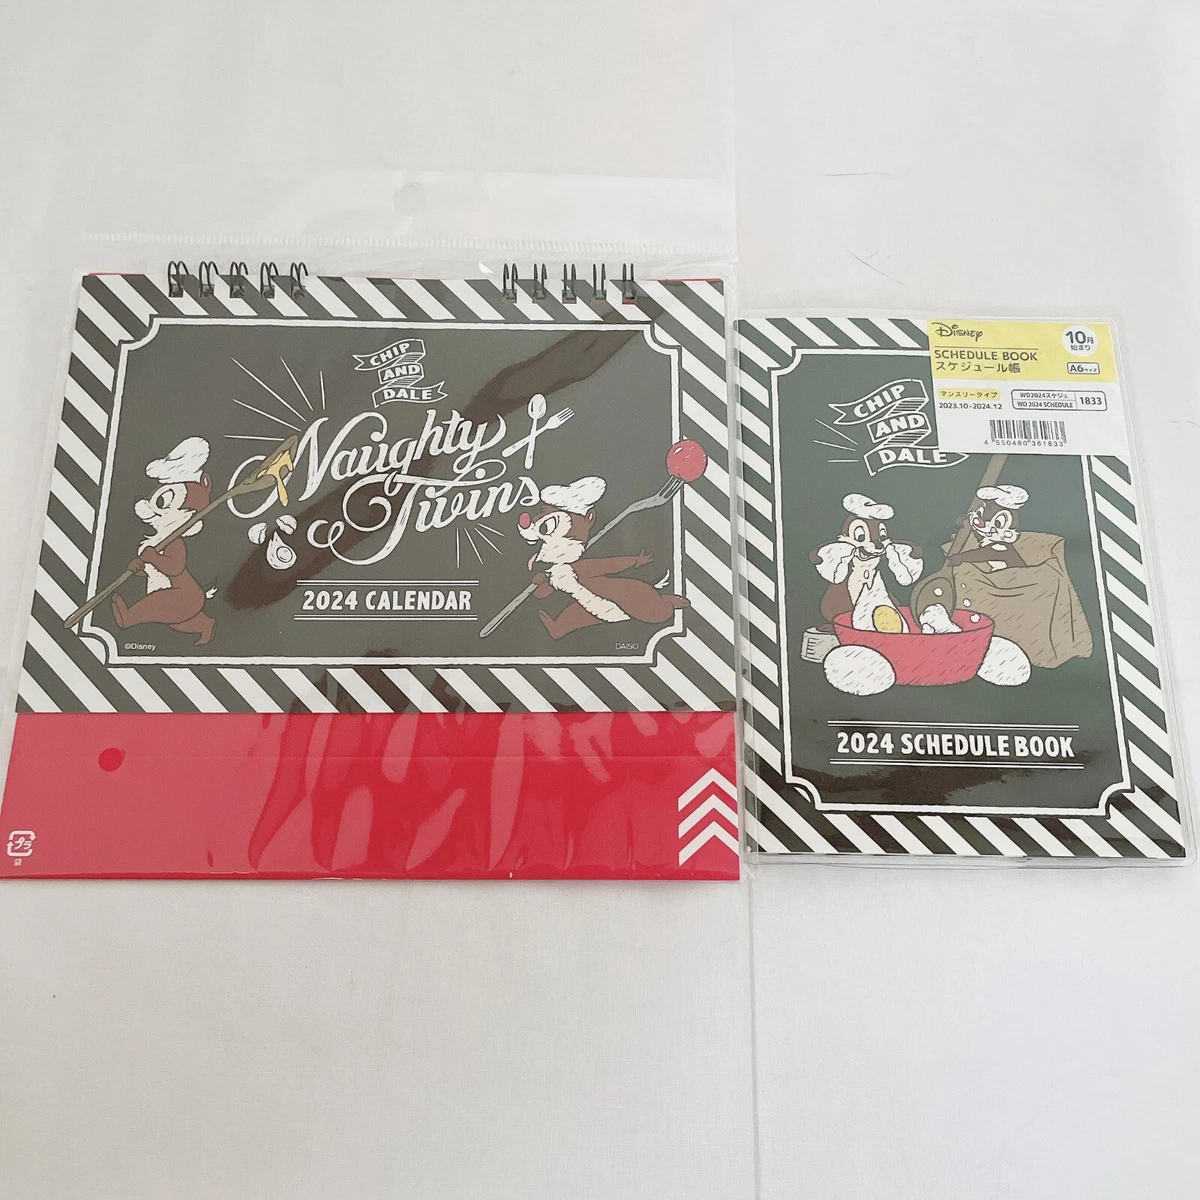 CHIP
AND
DALE
Naughty
Twins
2024 CALENDAR
©Disney
DAISO
プラ
袋
Disney
SCHEDULE BOOK
スケジュール帳
10月
始まり
A6サイズ
マンスリータイプ
2023.10-2024.12
WD2024スケジュ
WD 2024 SCHEDULE
1833
4 550480 361833
CHIP
AND
DALE
2024 SCHEDULE BOOK